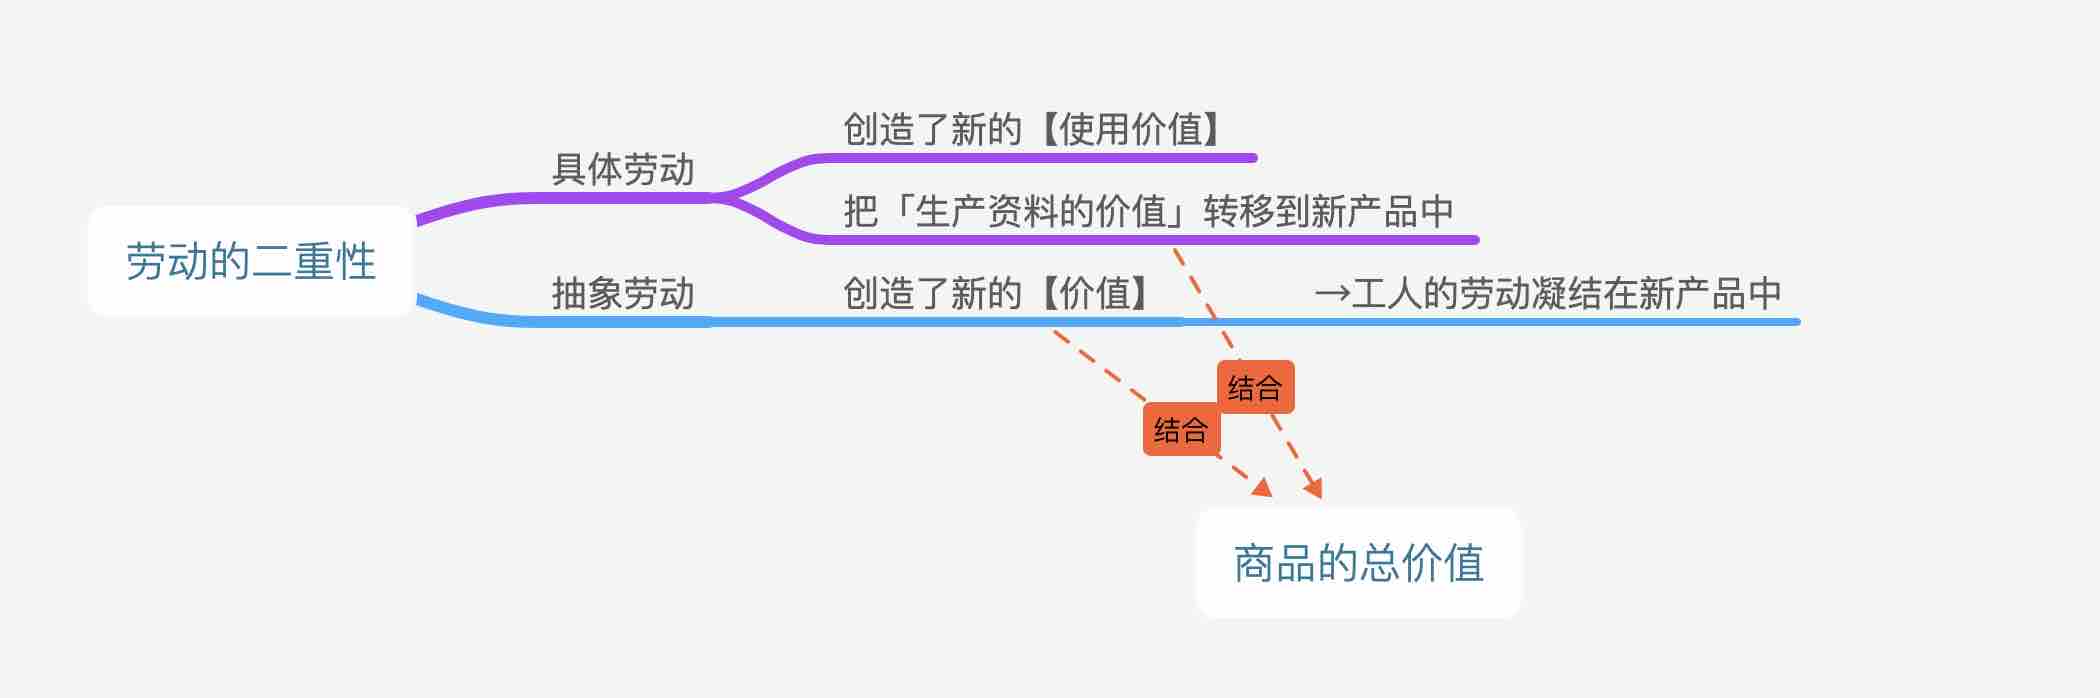 劳动的二重性
具体劳动
创造了新的【使用价值】
把「生产资料的价值」转移到新产品中
抽象劳动
创造了新的【价值】
→工人的劳动凝结在新产品中
结合
结合
商品的总价值